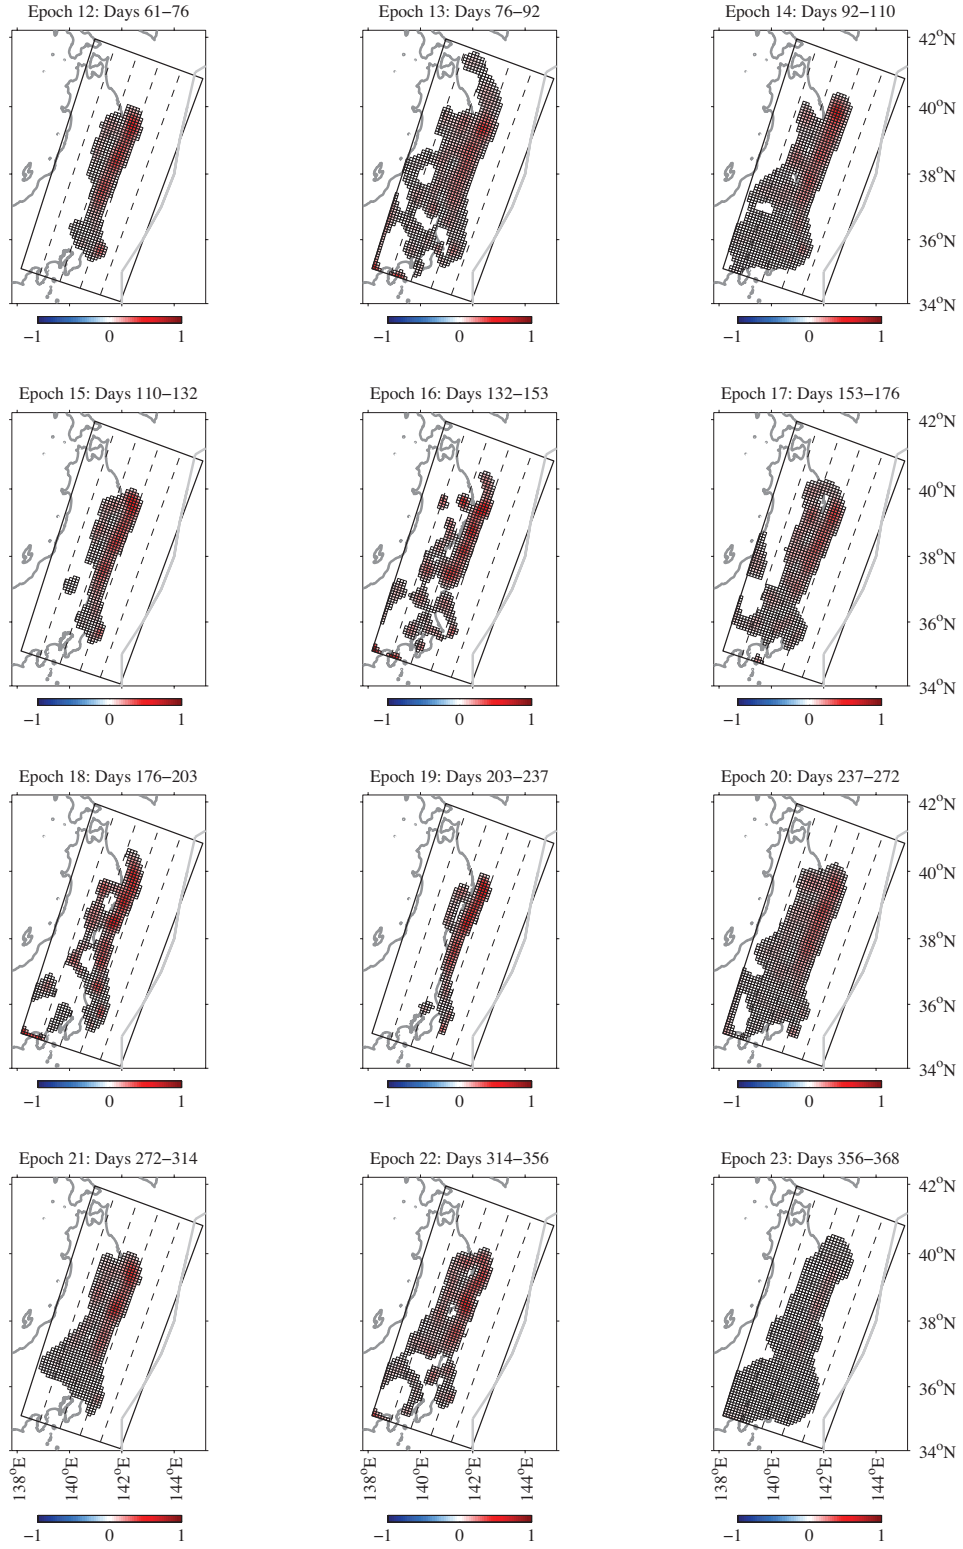 Epoch 12: Days 61−76
Epoch 13: Days 76−92
Epoch 14: Days 92−110
42°N
40°N
38°N
36°N
34°N
−1 0 1
−1 0 1
−1 0 1
Epoch 15: Days 110−132
Epoch 16: Days 132−153
Epoch 17: Days 153−176
42°N
40°N
38°N
36°N
34°N
−1 0 1
−1 0 1
−1 0 1
Epoch 18: Days 176−203
Epoch 19: Days 203−237
Epoch 20: Days 237−272
42°N
40°N
38°N
36°N
34°N
−1 0 1
−1 0 1
−1 0 1
Epoch 21: Days 272−314
Epoch 22: Days 314−356
Epoch 23: Days 356−368
42°N
40°N
38°N
36°N
34°N
138°E 140°E 142°E 144°E
138°E 140°E 142°E 144°E
138°E 140°E 142°E 144°E
−1 0 1
−1 0 1
−1 0 1